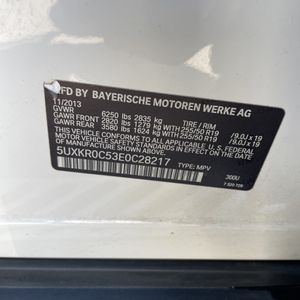 MFD BY BAYERISCHE MOTOREN WERKE AG
11/2013
GVWR 6250 lbs 2835 kg
GAWR FRONT 2820 lbs 1279 kg WITH 255/50 R19 /9.0J x 19
GAWR REAR 3580 lbs 1624 kg WITH 255/50 R19 /9.0J x 19
THIS VEHICLE CONFORMS TO ALL APPLICABLE FEDERAL
MOTOR VEHICLE SAFETY STANDARDS IN EFFECT ON THE
DATE OF MANUFACTURE SHOWN ABOVE
5UXKR0C53E0C28217 TYPE: MPV
300U
7 320 726